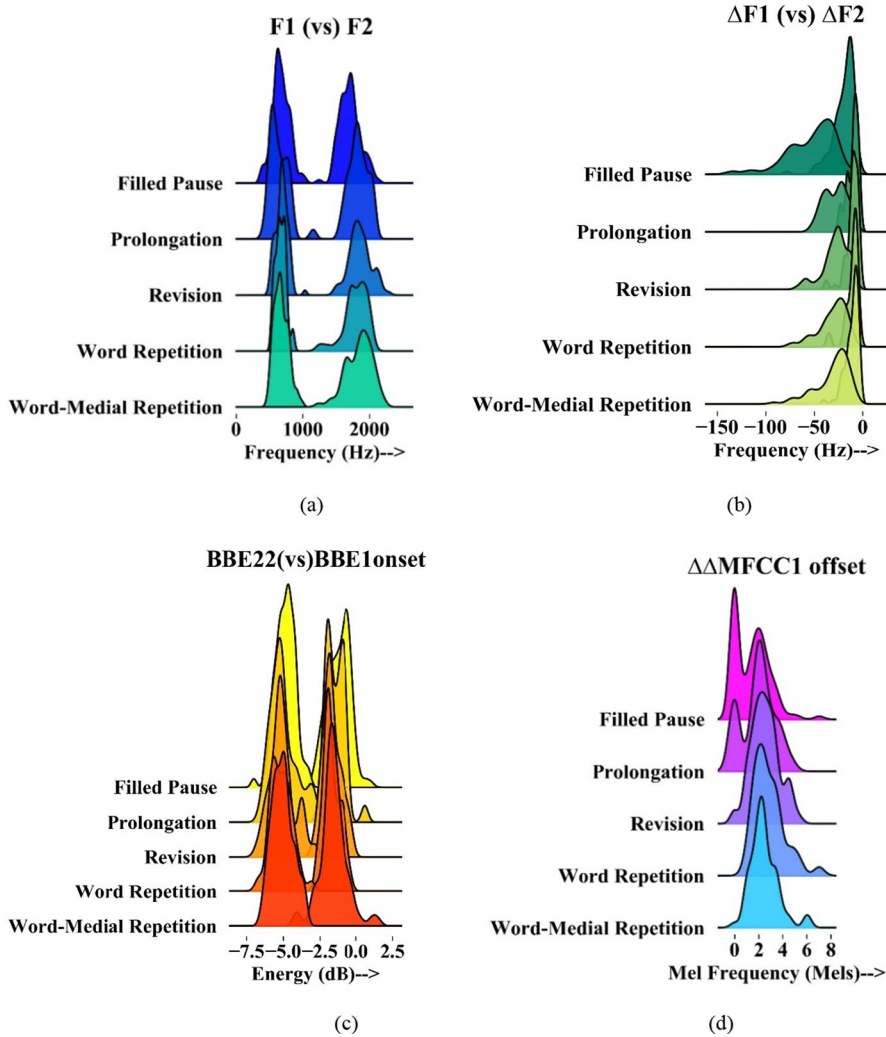 F1 (vs) F2
Filled Pause
Prolongation
Revision
Word Repetition
Word-Medial Repetition
0 1000 2000
Frequency (Hz)-->
(a)
ΔF1 (vs) ΔF2
Filled Pause
Prolongation
Revision
Word Repetition
Word-Medial Repetition
−150 −100 −50 0
Frequency (Hz)-->
(b)
BBE22(vs)BBE1onset
Filled Pause
Prolongation
Revision
Word Repetition
Word-Medial Repetition
−7.5 −5.0 −2.5 0.0 2.5
Energy (dB)-->
(c)
ΔΔMFCC1 offset
Filled Pause
Prolongation
Revision
Word Repetition
Word-Medial Repetition
0 2 4 6 8
Mel Frequency (Mels)-->
(d)